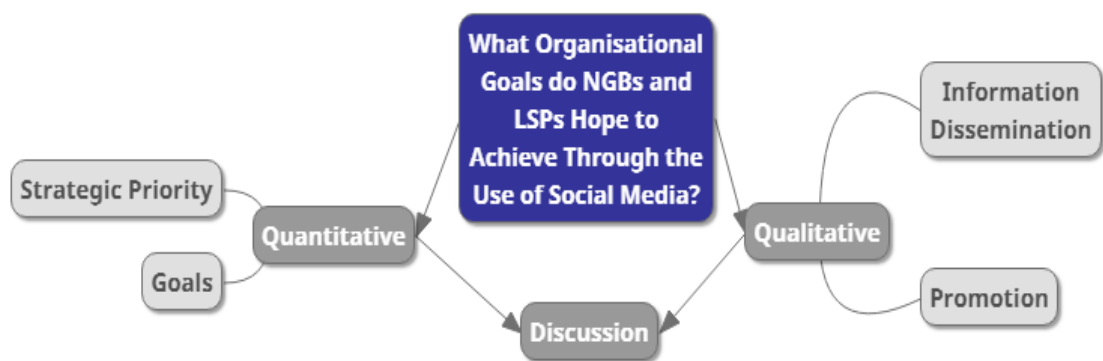 What Organisational
Goals do NGBs and
LSPs Hope to
Achieve Through the
Use of Social Media?
Information
Dissemination
Strategic Priority
Quantitative
Qualitative
Goals
Promotion
Discussion